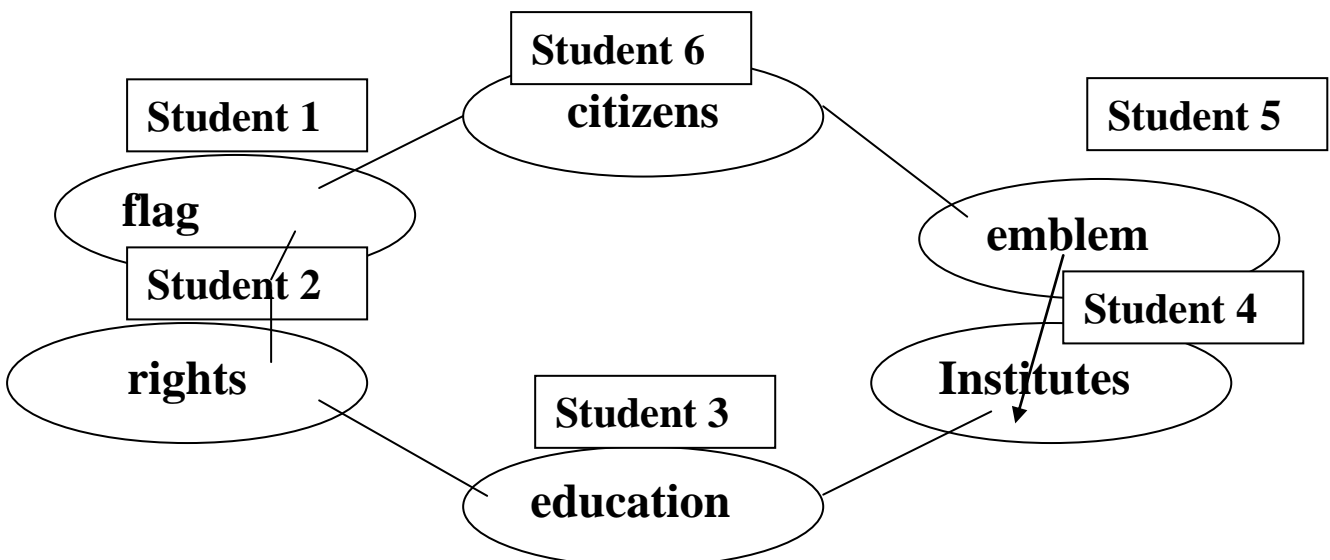 Student 6
citizens
Student 1
Student 5
flag
emblem
Student 2
Student 4
rights
Institutes
Student 3
education